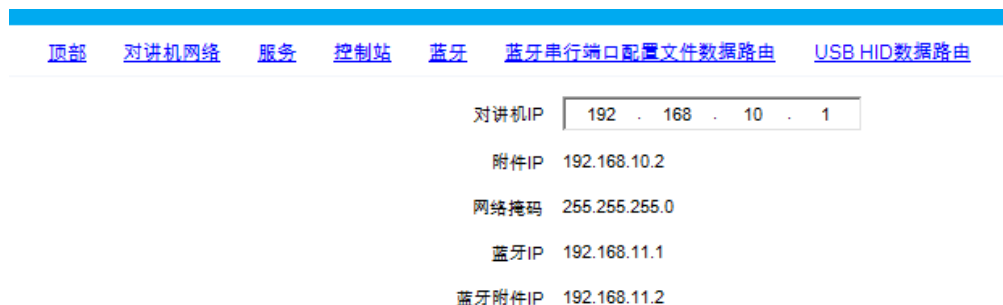 顶部 对讲机网络 服务 控制站 蓝牙 蓝牙串行端口配置文件数据路由 USB HID数据路由
对讲机IP 192 . 168 . 10 . 1
附件IP 192.168.10.2
网络掩码 255.255.255.0
蓝牙IP 192.168.11.1
蓝牙附件IP 192.168.11.2